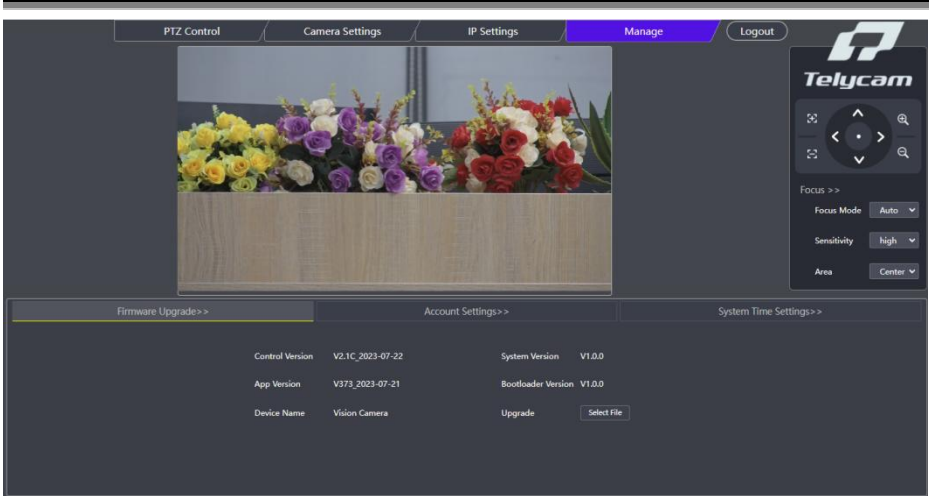 PTZ Control Camera Settings IP Settings Manage Logout
Telycam
Focus >>
Focus Mode Auto
Sensitivity high
Area Center
Firmware Upgrade>> Account Settings>> System Time Settings>>
Control Version V2.1C_2023-07-22 System Version V1.0.0
App Version V373_2023-07-21 Bootloader Version V1.0.0
Device Name Vision Camera Upgrade Select File